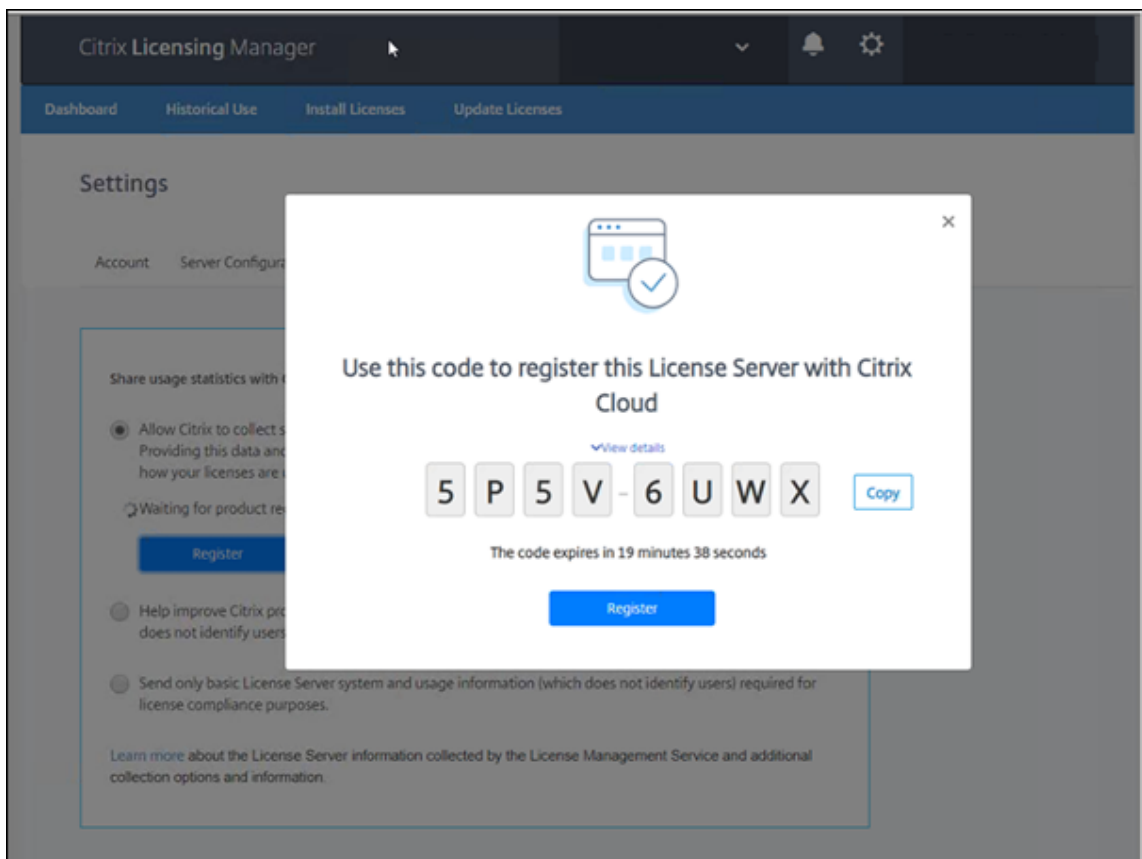 Citrix Licensing Manager
Dashboard Historical Use Install Licenses Update Licenses
Settings
Account Server
Share usage statistics with
Allow Citrix to collect
Providing this data and
how your licenses are
Waiting for product
Register
Help improve Citrix
does not identify users
Send only basic License Server system and usage information (which does not identify users) required for
license compliance purposes.
Learn more about the License Server information collected by the License Management Service and additional
collection options and information.
Use this code to register this License Server with Citrix
Cloud
View details
5 P 5 V - 6 U W X
Copy
The code expires in 19 minutes 38 seconds
Register